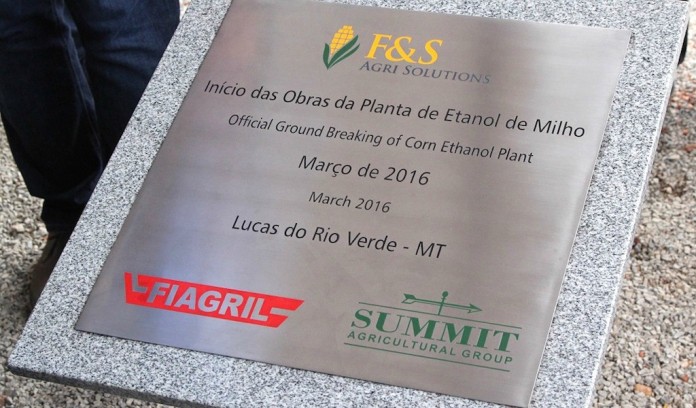 F&S
AGRI SOLUTIONS
Início das Obras da Planta de Etanol de Milho
Official Ground Breaking of Corn Ethanol Plant
Março de 2016
March 2016
Lucas do Rio Verde - MT
FIAGRIL
SUMMIT
AGRICULTURAL GROUP